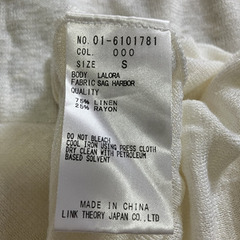 NO. 01-6101781
COL. 000
SIZE S
BODY LALORA
FABRIC SAG HARBOR
QUALITY
75% LINEN
25% RAYON
DO NOT BLEACH
COOL IRON USING PRESS CLOTH
DRY CLEAN WITH PETROLEUM
BASED SOLVENT
MADE IN CHINA
LINK THEORY JAPAN CO.,LTD